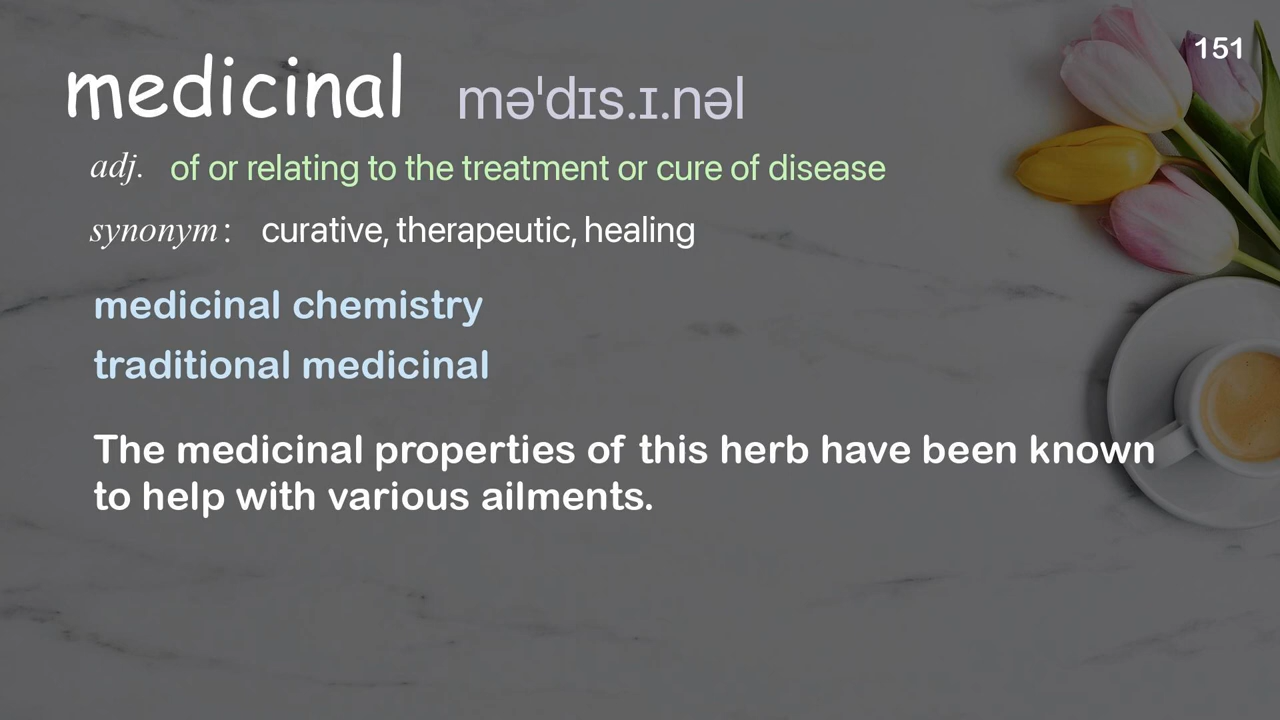 151
medicinal məˈdɪs.ɪ.nəl
adj. of or relating to the treatment or cure of disease
synonym: curative, therapeutic, healing
medicinal chemistry
traditional medicinal
The medicinal properties of this herb have been known
to help with various ailments.